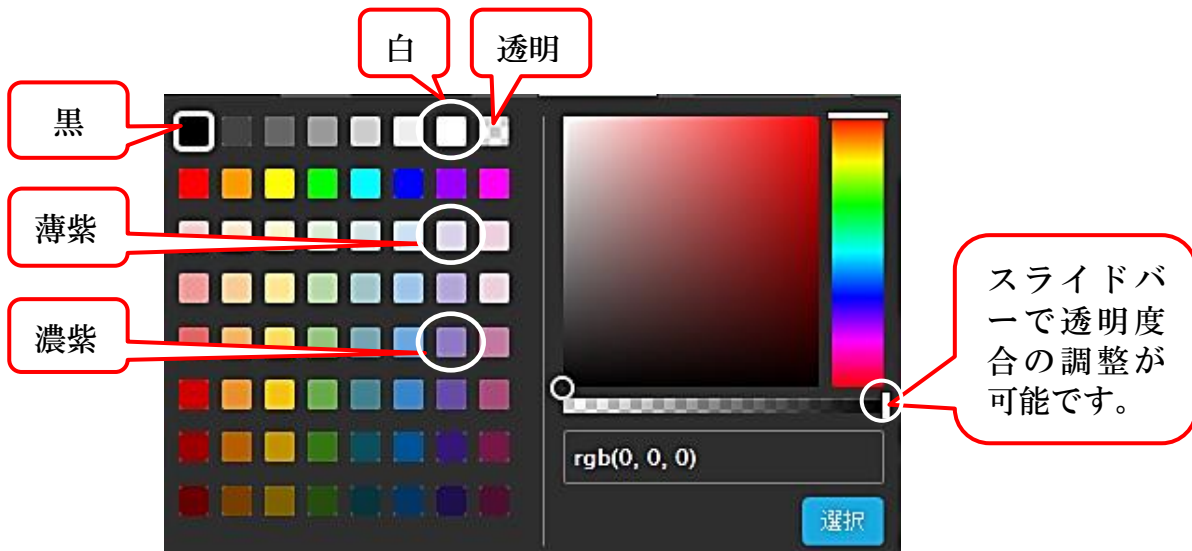 白
透明
黒
薄紫
濃紫
スライドバ
ーで透明度
合の調整が
可能です。
rgb(0, 0, 0)
選択